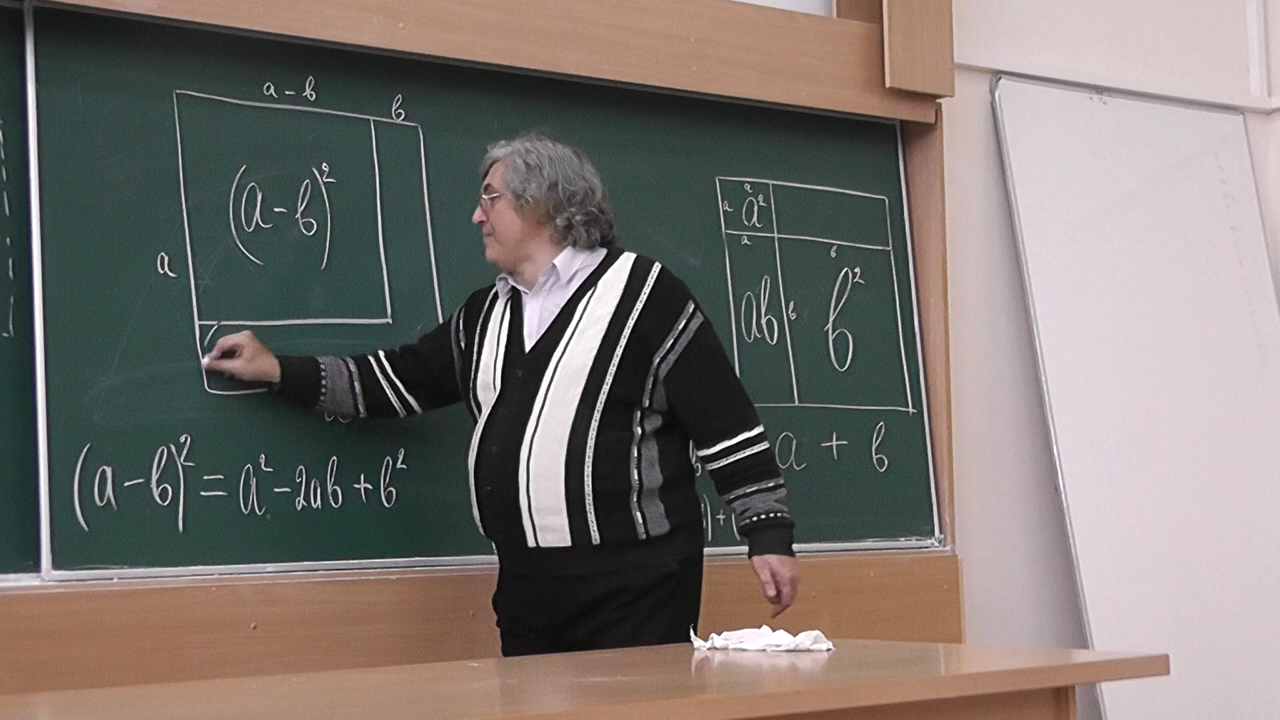 a - b
b
(a-b)²
a
(a-b)² = a² - 2ab + b²
a
a
a²
a
b
ab
b
b²
a + b